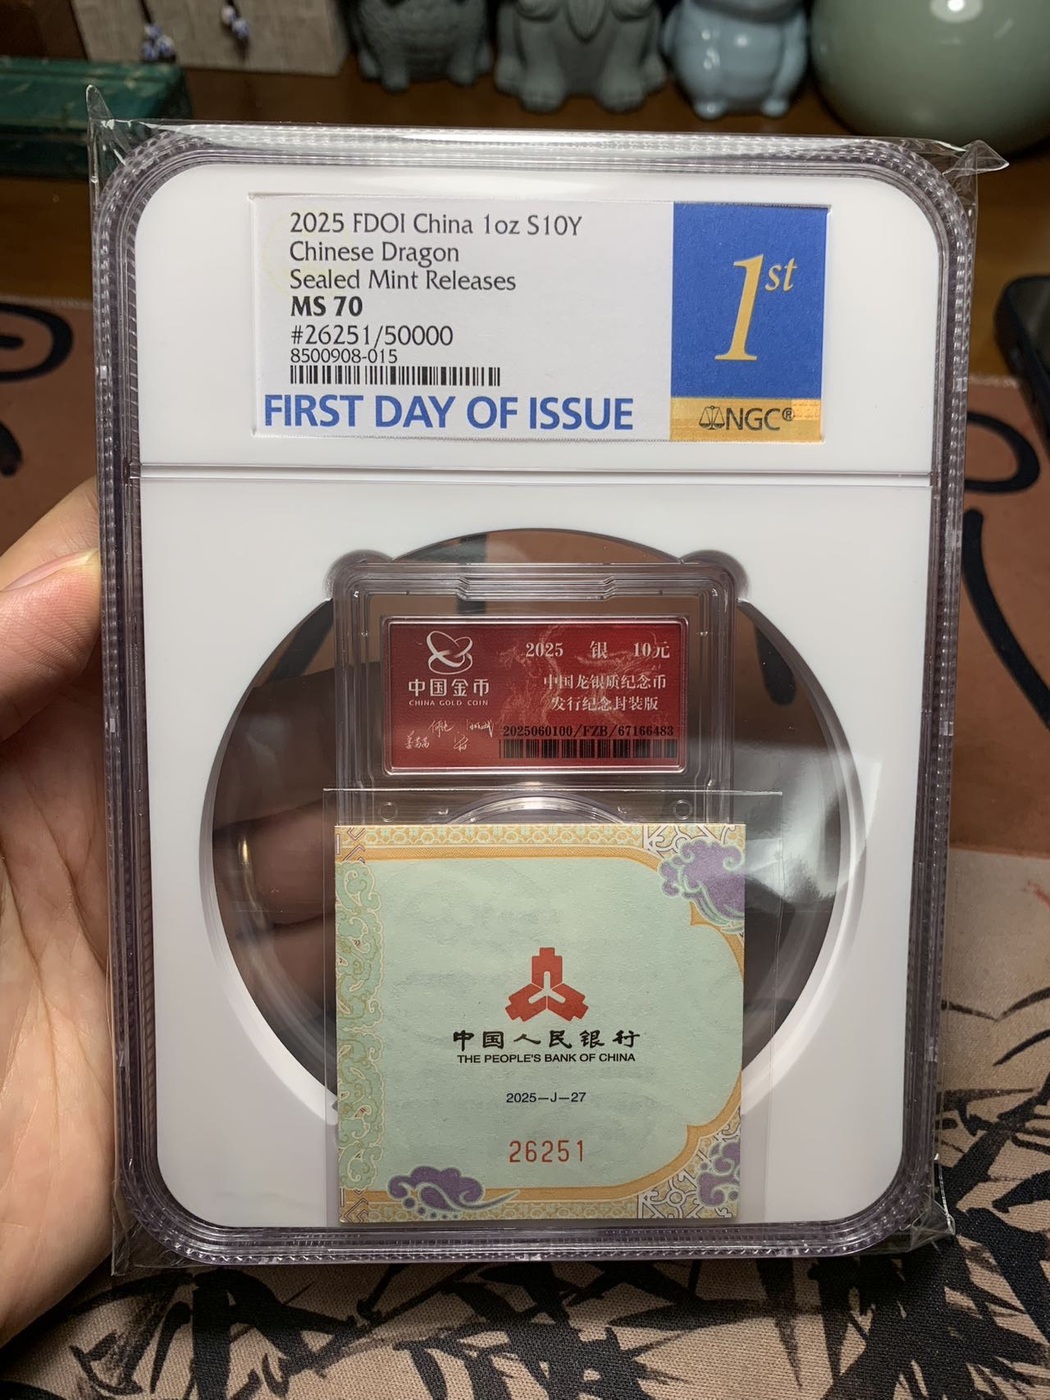 2025 FDOI China 1oz S10Y
Chinese Dragon
Sealed Mint Releases
MS 70
#26251/50000
8500908-015
FIRST DAY OF ISSUE
1st
NGC®
中国金币
CHINA GOLD COIN
2025 银 10元
中国龙银质纪念币
发行纪念封装版
2025060100/FZB/67166483
中国人民银行
THE PEOPLE'S BANK OF CHINA
2025—J—27
26251